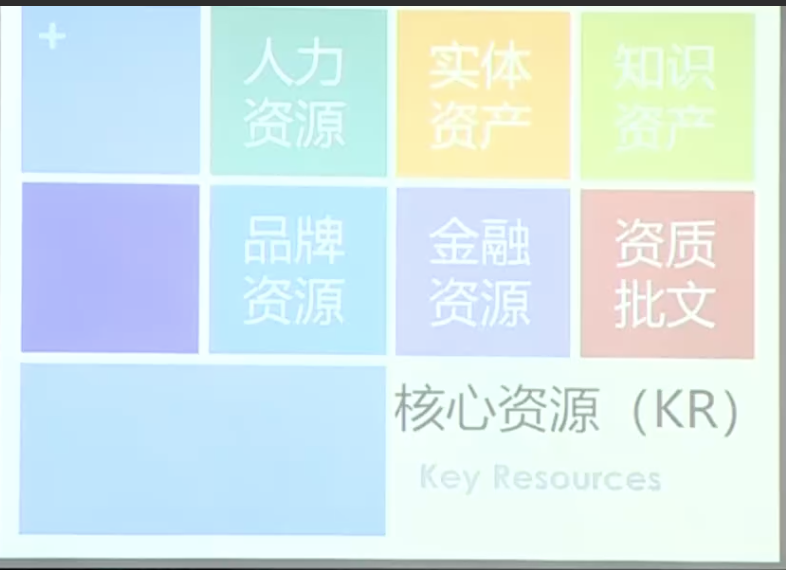 +
人力
资源
实体
资产
知识
资产
品牌
资源
金融
资源
资质
批文
核心资源（KR）
Key Resources